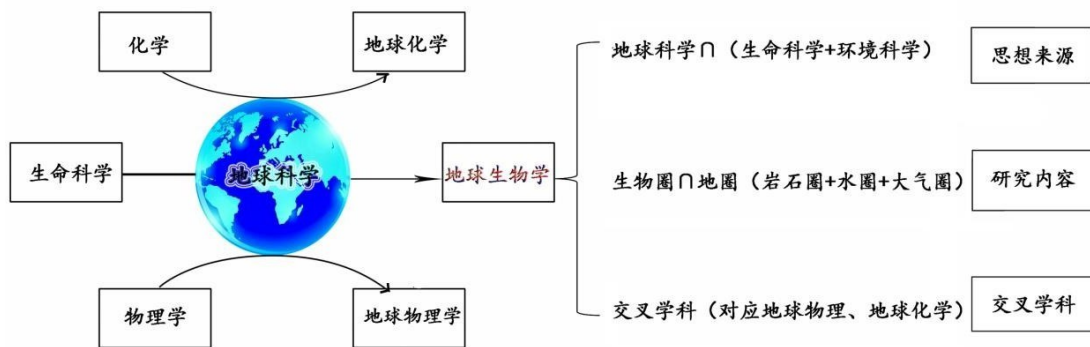 化学
地球化学
地球科学∩（生命科学+环境科学）
思想来源
生命科学
地球科学
地球生物学
生物圈∩地圈（岩石圈+水圈+大气圈）
研究内容
物理学
地球物理学
交叉学科（对应地球物理、地球化学）
交叉学科